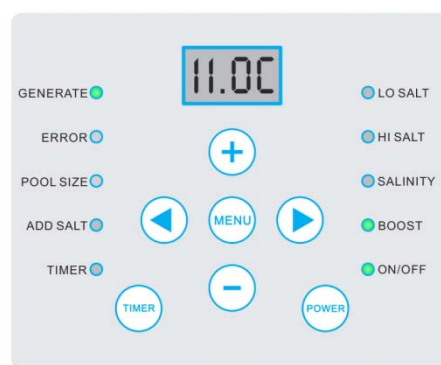 11.0C
GENERATE
LO SALT
ERROR
HI SALT
+
POOL SIZE
SALINITY
ADD SALT
MENU
BOOST
TIMER
ON/OFF
−
TIMER
POWER